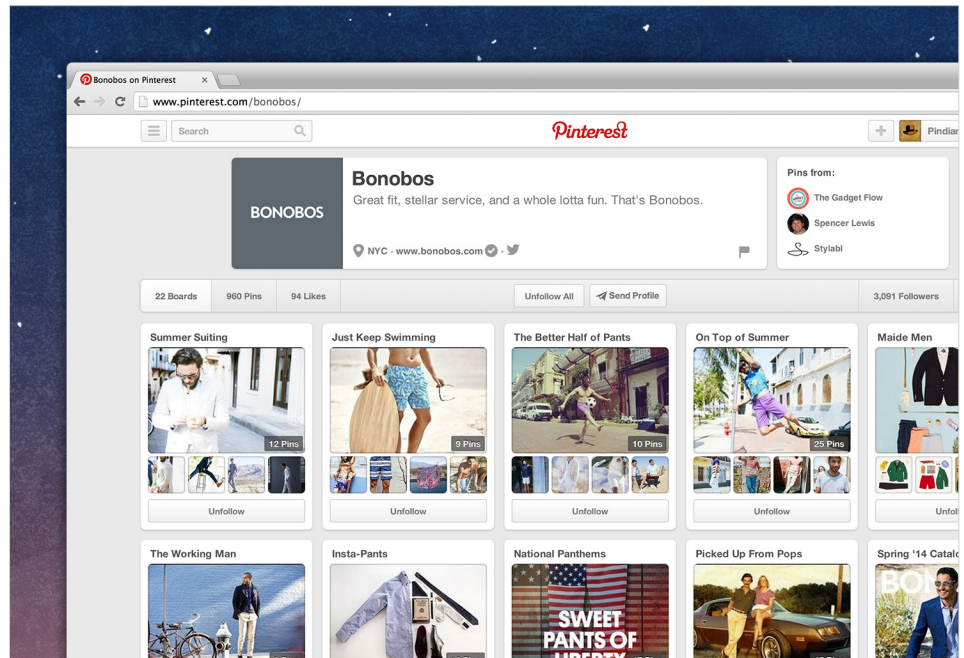 Bonobos on Pinterest
www.pinterest.com/bonobos/
Search
Pinterest
Pindian
Bonobos
Great fit, stellar service, and a whole lotta fun. That's Bonobos.
BONOBOS
NYC · www.bonobos.com ·
Pins from:
The Gadget Flow
Spencer Lewis
Stylabl
22 Boards
960 Pins
94 Likes
Unfollow All
Send Profile
3,091 Followers
Summer Suiting
Just Keep Swimming
The Better Half of Pants
On Top of Summer
Maide Men
12 Pins
9 Pins
10 Pins
25 Pins
Unfollow
Unfollow
Unfollow
Unfollow
Unfol
The Working Man
Insta-Pants
National Panthems
Picked Up From Pops
Spring '14 Catalo
SWEET
PANTS OF
LIBERTY
BON